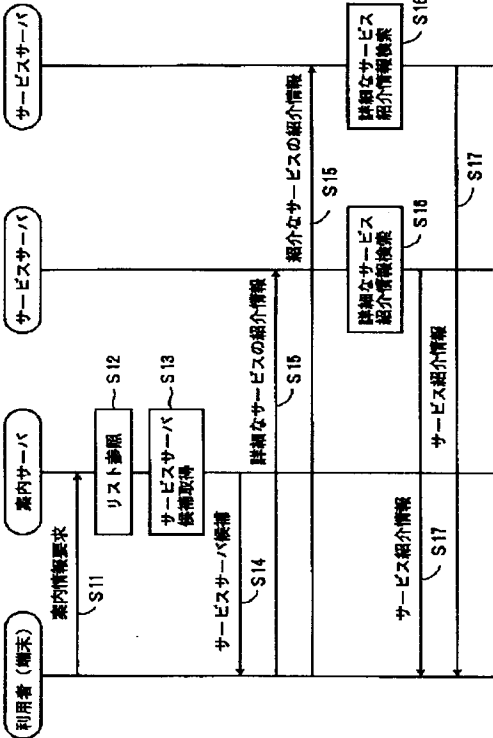 利用者（端末）
案内サーバ
サービスサーバ
サービスサーバ
案内情報要求
S11
リスト参照
S12
サービスサーバ
候補取得
S13
サービスサーバ候補
S14
詳細なサービスの紹介情報
S15
紹介なサービスの紹介情報
S15
詳細なサービス
紹介情報検索
S16
詳細なサービス
紹介情報検索
S16
サービス紹介情報
S17
サービス紹介情報
S17